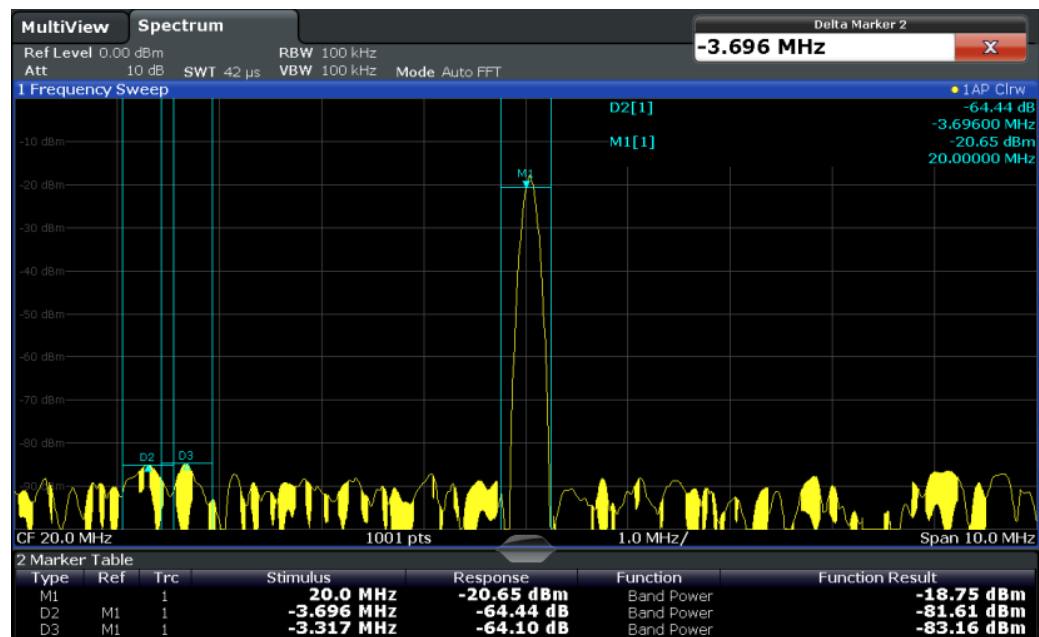 MultiView Spectrum
Delta Marker 2
-3.696 MHz X
Ref Level 0.00 dBm RBW 100 kHz
Att 10 dB SWT 42 µs VBW 100 kHz Mode Auto FFT
1 Frequency Sweep 1AP Clrw
D2[1] -64.44 dB
-3.69600 MHz
-10 dBm M1[1] -20.65 dBm
20.00000 MHz
M1
-20 dBm
-30 dBm
-40 dBm
-50 dBm
-60 dBm
-70 dBm
-80 dBm
D2 D3
-90 dBm
CF 20.0 MHz 1001 pts 1.0 MHz/ Span 10.0 MHz
2 Marker Table
Type Ref Trc Stimulus Response Function Function Result
M1 1 20.0 MHz -20.65 dBm Band Power -18.75 dBm
D2 M1 1 -3.696 MHz -64.44 dB Band Power -81.61 dBm
D3 M1 1 -3.317 MHz -64.10 dB Band Power -83.16 dBm